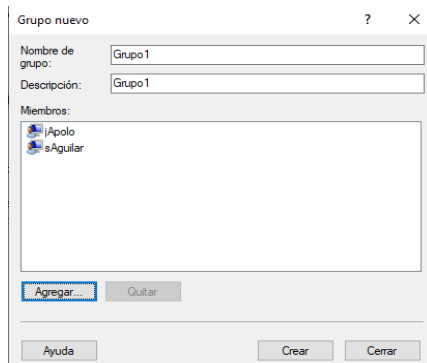 Grupo nuevo
Nombre de
grupo:
Grupo1
Descripción:
Grupo1
Miembros:
jApolo
sAguilar
Agregar...
Quitar
Ayuda
Crear
Cerrar